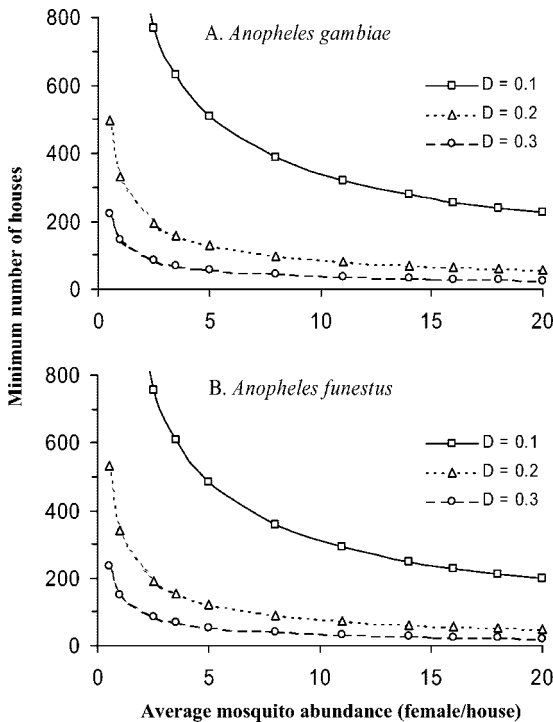 Minimum number of houses
A. Anopheles gambiae
800
600
400
200
0
D = 0.1
D = 0.2
D = 0.3
0 5 10 15 20
B. Anopheles funestus
800
600
400
200
0
D = 0.1
D = 0.2
D = 0.3
0 5 10 15 20
Average mosquito abundance (female/house)